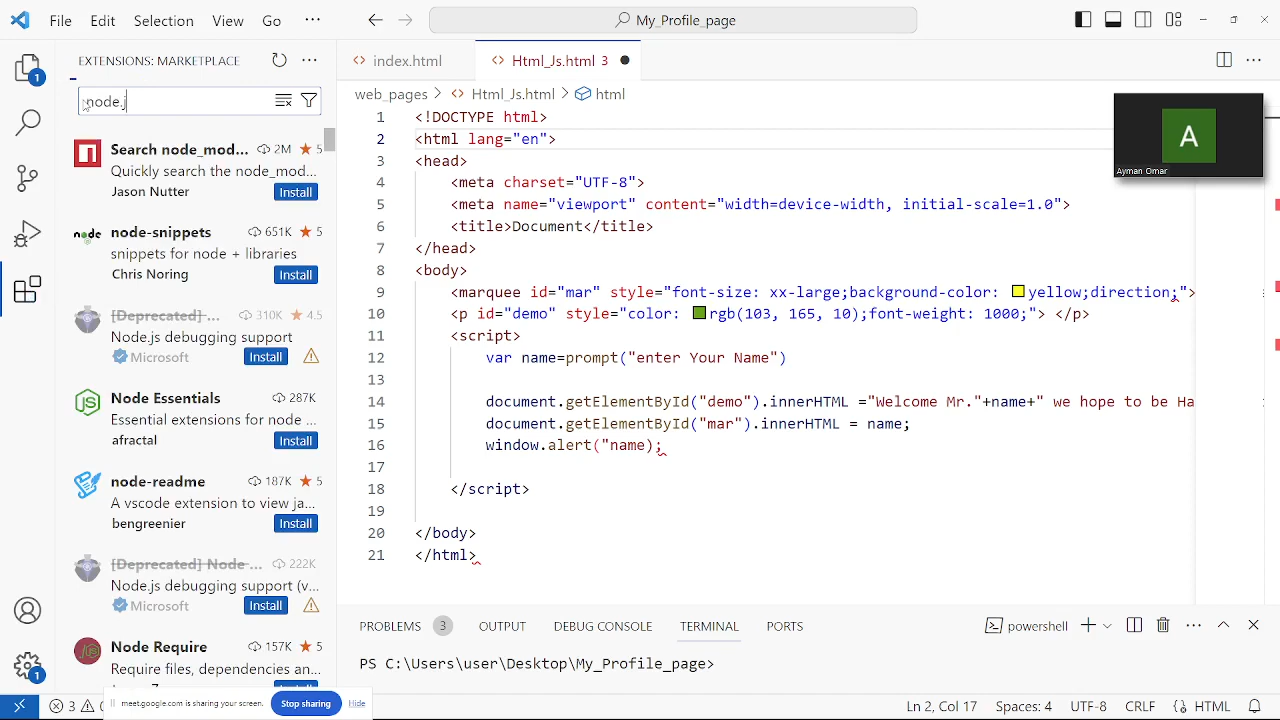 File Edit Selection View Go ··· My_Profile_page
EXTENSIONS: MARKETPLACE ···
node.j
Search node_mod... 2M 5
Quickly search the node_mod...
Jason Nutter Install
node-snippets 651K 5
snippets for node + libraries
Chris Noring Install
[Deprecated] ... 310K 4.5
Node.js debugging support
Microsoft Install
Node Essentials 287K
Essential extensions for node ...
afractal Install
node-readme 187K 5
A vscode extension to view ja...
bengreenier Install
[Deprecated] Node ... 222K
Node.js debugging support (v...
Microsoft Install
Node Require 157K 5
Require files, dependencies an...
1
1
index.html Html_Js.html 3
web_pages > Html_Js.html > html
1 <!DOCTYPE html>
2 <html lang="en">
3 <head>
4 <meta charset="UTF-8">
5 <meta name="viewport" content="width=device-width, initial-scale=1.0">
6 <title>Document</title>
7 </head>
8 <body>
9 <marquee id="mar" style="font-size: xx-large;background-color: yellow;direction;">
10 <p id="demo" style="color: rgb(103, 165, 10);font-weight: 1000;"> </p>
11 <script>
12 var name=prompt("enter Your Name")
13
14 document.getElementById("demo").innerHTML ="Welcome Mr."+name+" we hope to be Ha
15 document.getElementById("mar").innerHTML = name;
16 window.alert("name);
17
18 </script>
19
20 </body>
21 </html>
A
Ayman Omar
PROBLEMS 3 OUTPUT DEBUG CONSOLE TERMINAL PORTS powershell
PS C:\Users\user\Desktop\My_Profile_page>
meet.google.com is sharing your screen. Stop sharing Hide
3 Ln 2, Col 17 Spaces: 4 UTF-8 CRLF HTML